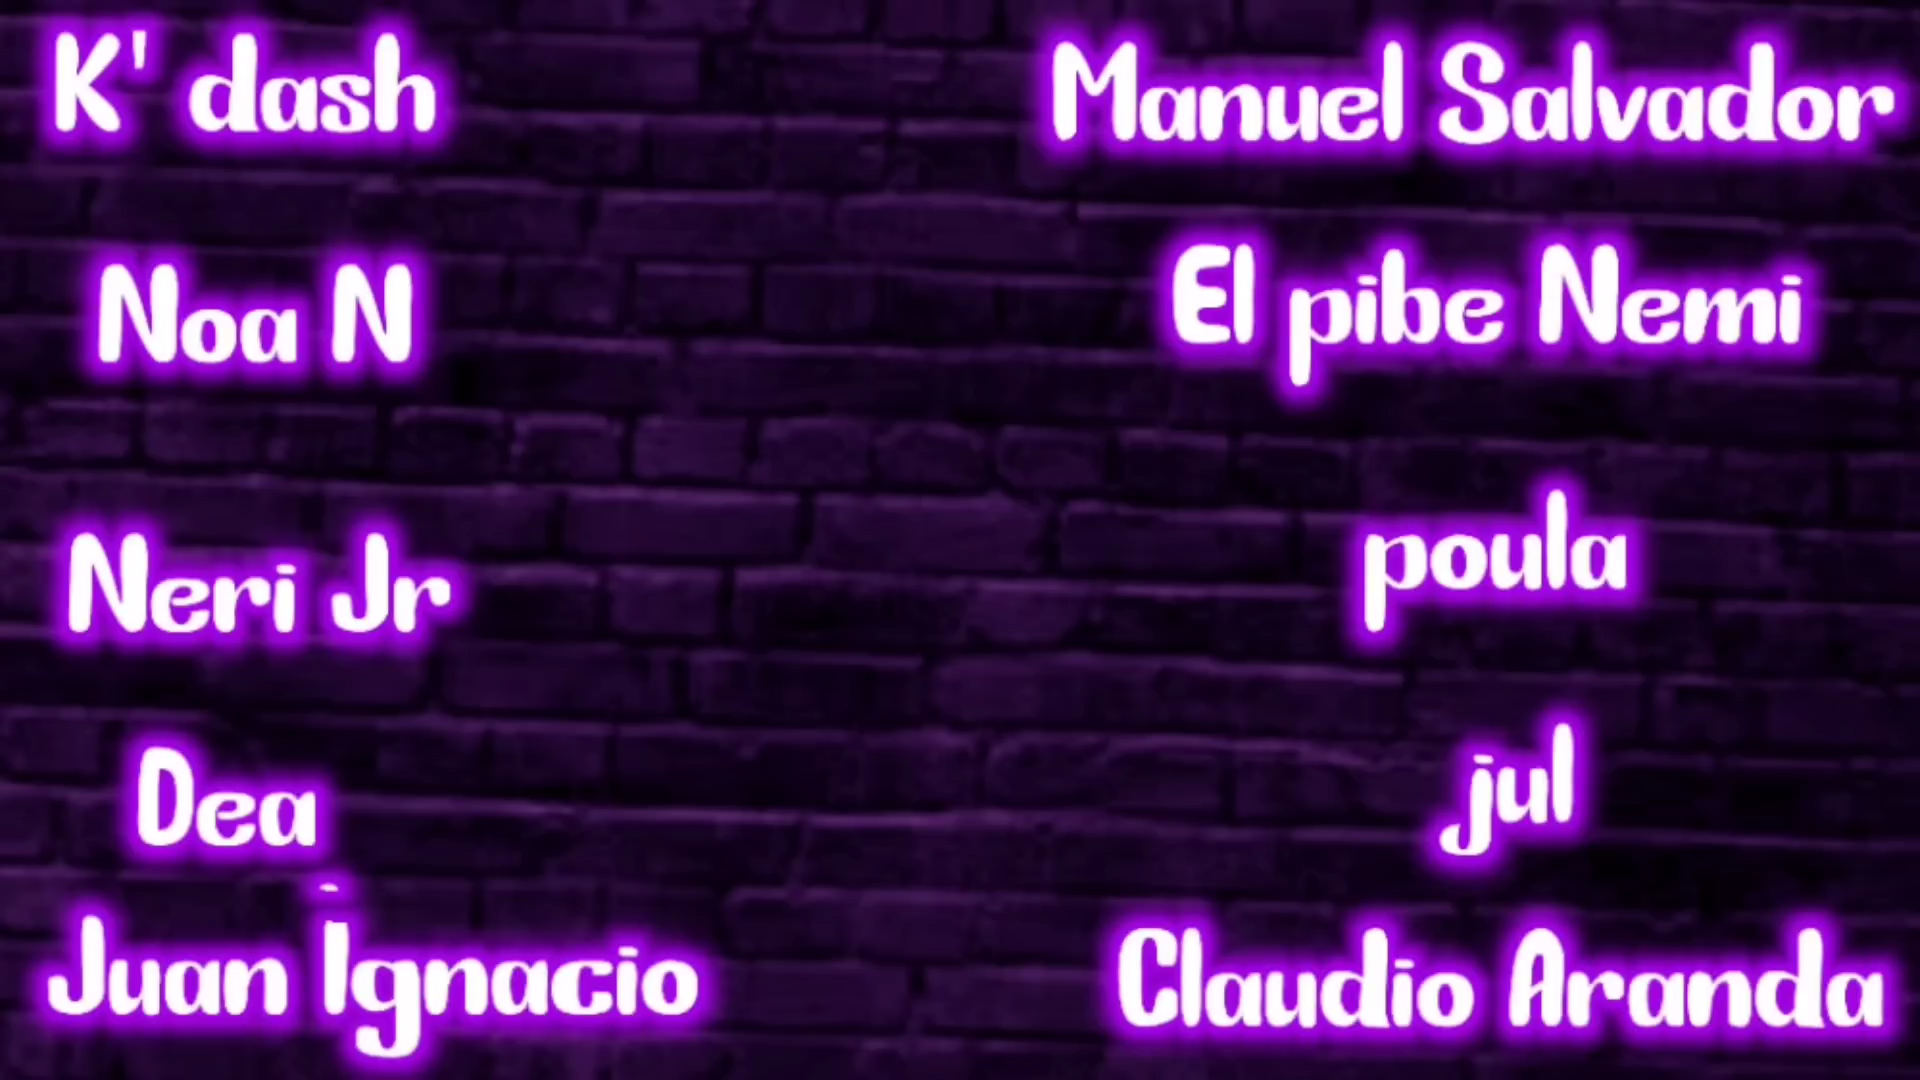 K' dash
Manuel Salvador
Noa N
El pibe Nemi
Neri Jr
poula
Dea
jul
Juan Ignacio
Claudio Aranda